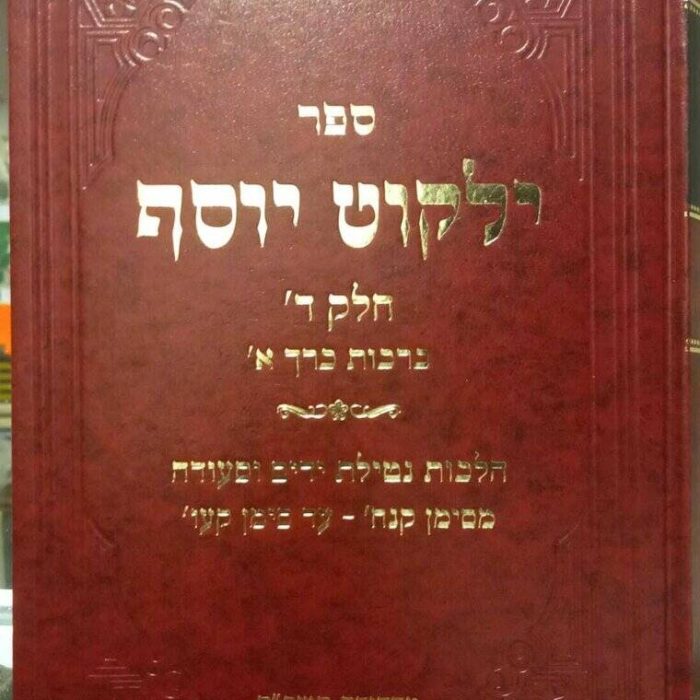 ספר
ילקוט יוסף
חלק ד'
ברכות כרך א'
הלכות נטילת ידים וסעודה
מסימן קנח' - עד סימן קעו'